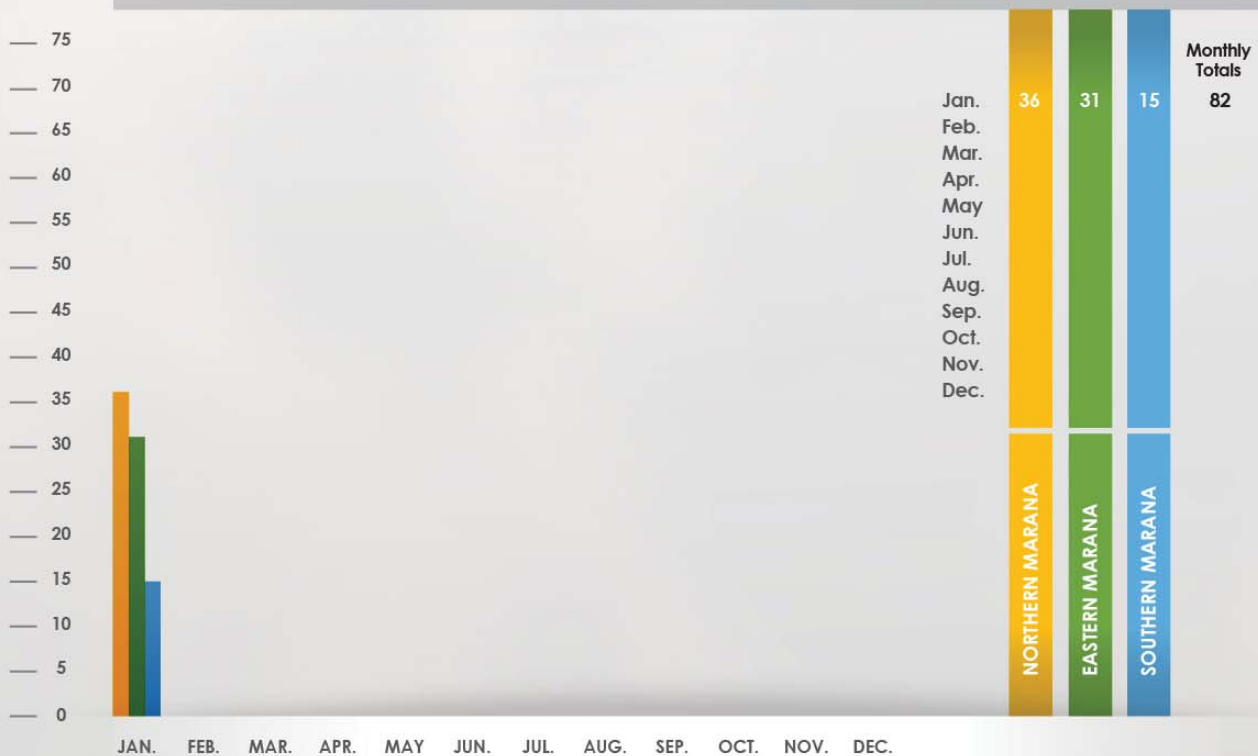 75
70
65
60
55
50
45
40
35
30
25
20
15
10
5
0
JAN. FEB. MAR. APR. MAY JUN. JUL. AUG. SEP. OCT. NOV. DEC.
Monthly
Totals
Jan. 36 31 15 82
Feb.
Mar.
Apr.
May
Jun.
Jul.
Aug.
Sep.
Oct.
Nov.
Dec.
NORTHERN MARANA
EASTERN MARANA
SOUTHERN MARANA